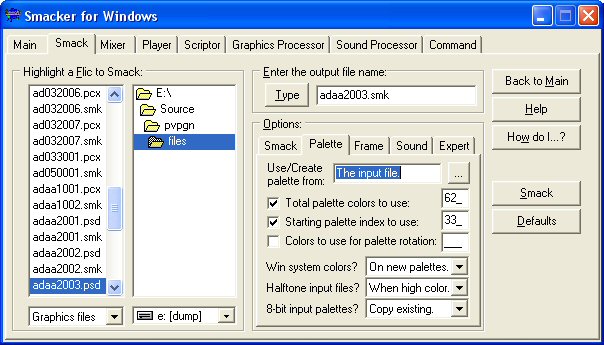 Smacker for Windows
Main Smack Mixer Player Scriptor Graphics Processor Sound Processor Command
Highlight a Flic to Smack:
ad032006.pcx
ad032006.smk
ad032007.pcx
ad032007.smk
ad033001.pcx
ad050001.smk
adaa1001.pcx
adaa1002.smk
adaa2001.psd
adaa2001.smk
adaa2002.psd
adaa2002.smk
adaa2003.psd
Graphics files
E:\
Source
pvpgn
files
e: [dump]
Enter the output file name:
Type adaa2003.smk
Options:
Smack Palette Frame Sound Expert
Use/Create palette from: The input file. ...
Total palette colors to use: 62_
Starting palette index to use: 33_
Colors to use for palette rotation: ___
Win system colors? On new palettes.
Halftone input files? When high color.
8-bit input palettes? Copy existing.
Back to Main
Help
How do I...?
Smack
Defaults